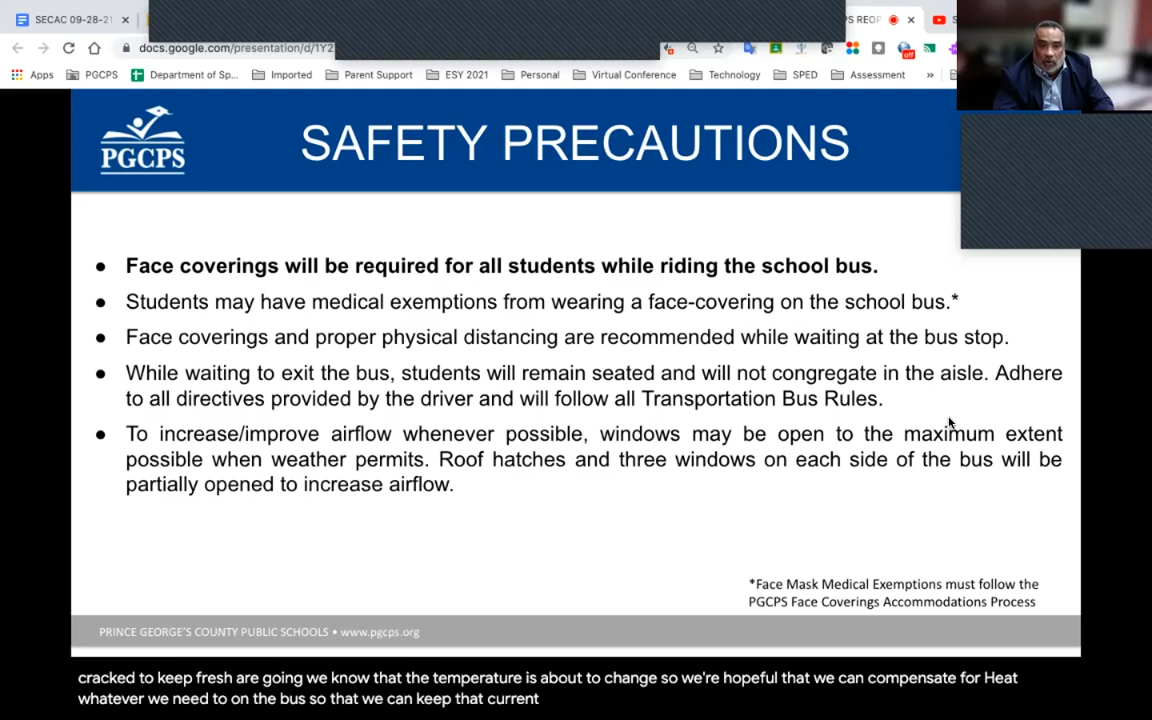 SECAC 09-28-21
PS REOP
docs.google.com/presentation/d/1Y2
off
Apps
PGCPS
Department of Sp...
Imported
Parent Support
ESY 2021
Personal
Virtual Conference
Technology
SPED
Assessment
»
PGCPS
SAFETY PRECAUTIONS
● Face coverings will be required for all students while riding the school bus.
● Students may have medical exemptions from wearing a face-covering on the school bus.*
● Face coverings and proper physical distancing are recommended while waiting at the bus stop.
● While waiting to exit the bus, students will remain seated and will not congregate in the aisle. Adhere
to all directives provided by the driver and will follow all Transportation Bus Rules.
● To increase/improve airflow whenever possible, windows may be open to the maximum extent
possible when weather permits. Roof hatches and three windows on each side of the bus will be
partially opened to increase airflow.
*Face Mask Medical Exemptions must follow the
PGCPS Face Coverings Accommodations Process
PRINCE GEORGE'S COUNTY PUBLIC SCHOOLS • www.pgcps.org
cracked to keep fresh are going we know that the temperature is about to change so we're hopeful that we can compensate for Heat
whatever we need to on the bus so that we can keep that current